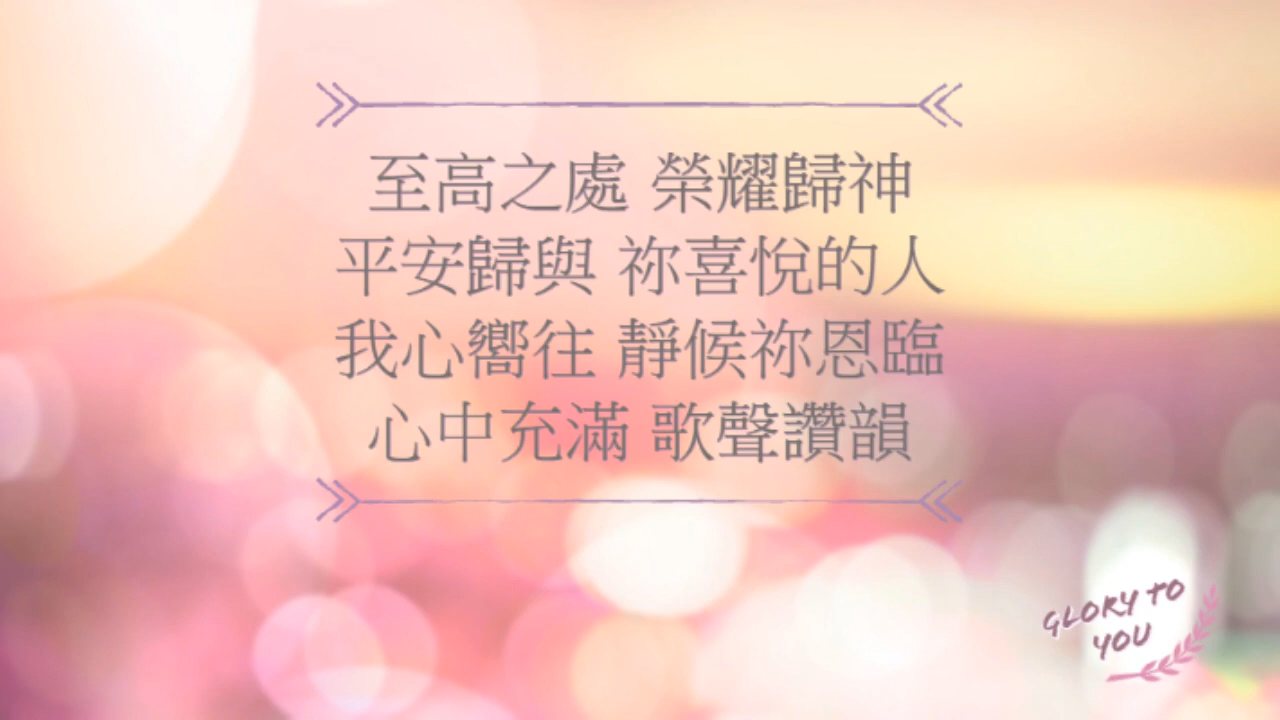 至高之處 榮耀歸神
平安歸與 祢喜悅的人
我心嚮往 靜候祢恩臨
心中充滿 歌聲讚韻
GLORY TO
YOU